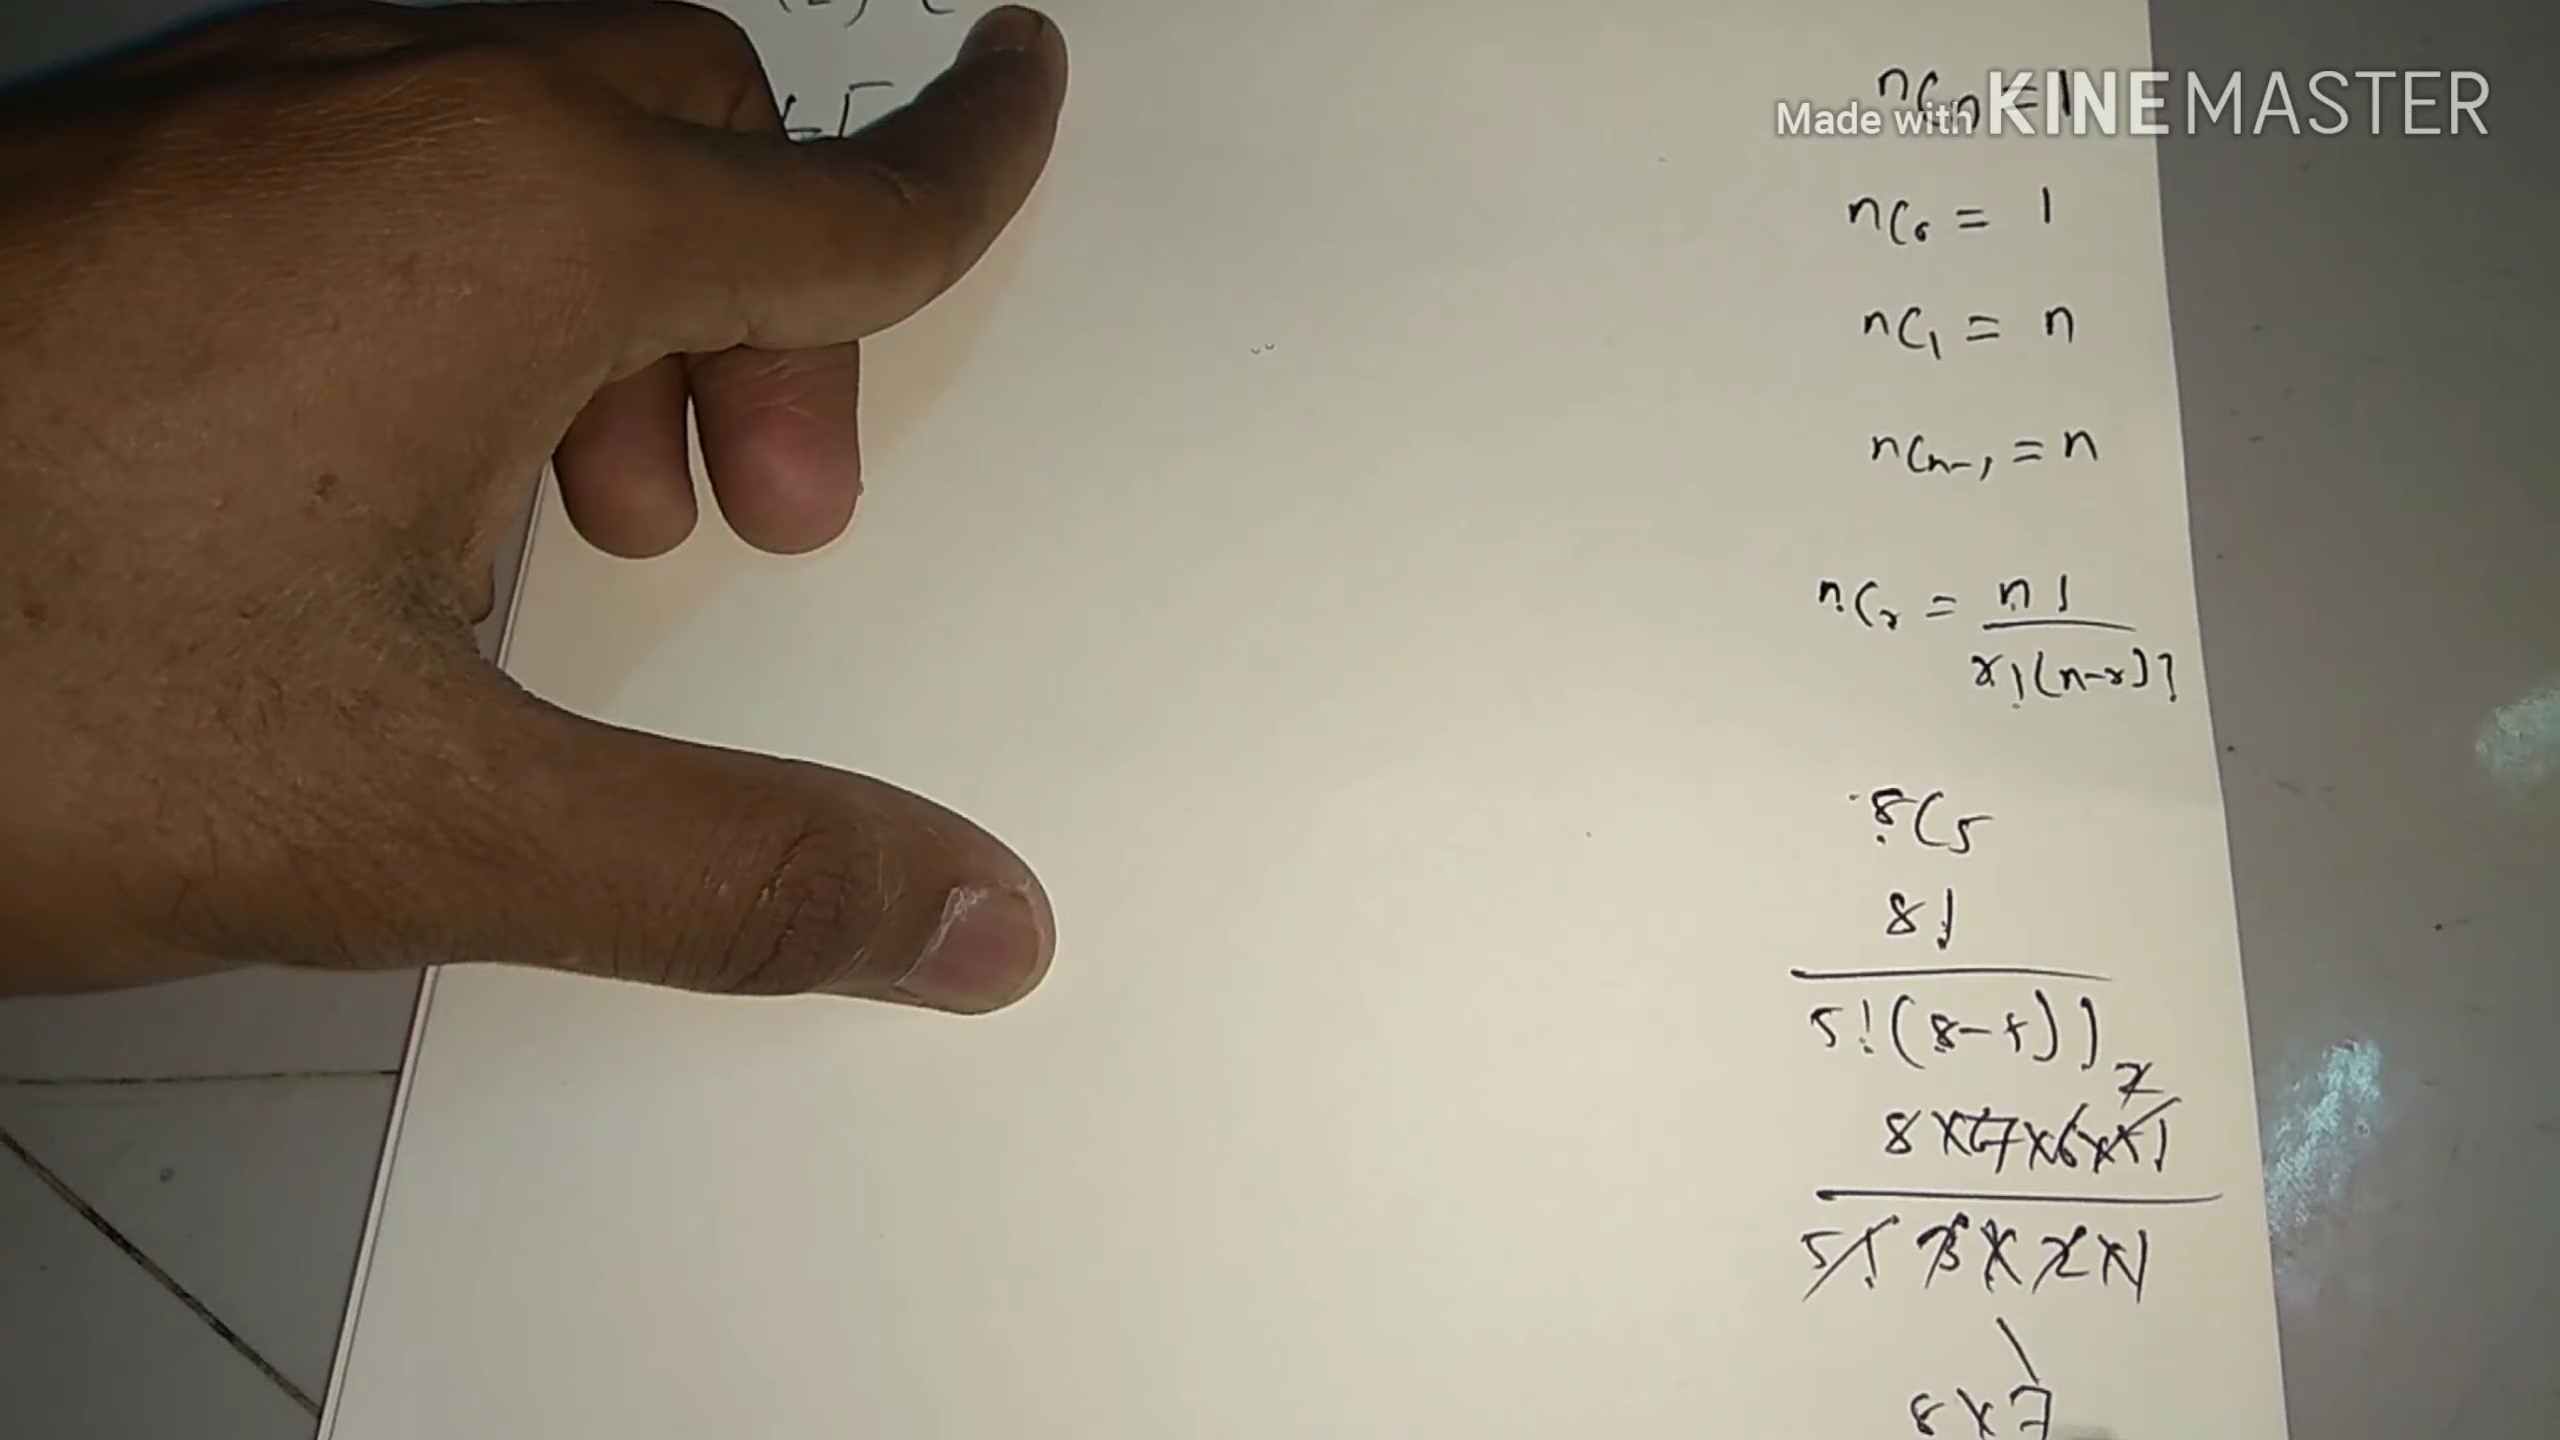 nCn = 1
Made with KINEMASTER
nC0 = 1
nC1 = n
nCn-1 = n
nCr = n!
r!(n-r)!
8C5
8!
5!(8-5)!
8×7×6×5!
5! 3×2×1
8×7